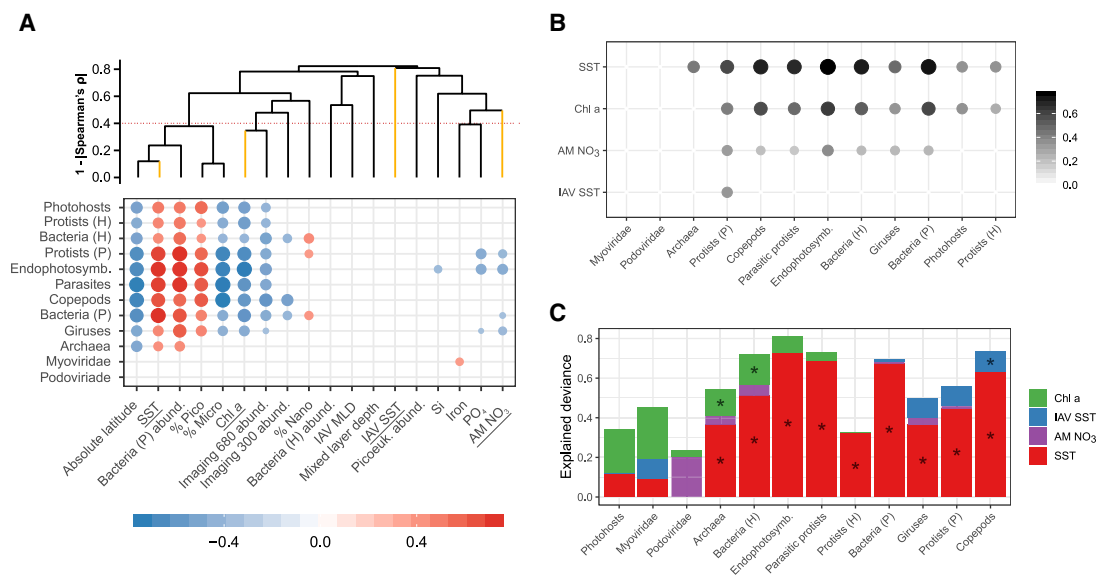 A
1 - |Spearman's ρ|
0.8
0.6
0.4
0.2
0.0
Photohosts
Protists (H)
Bacteria (H)
Protists (P)
Endophotosymb.
Parasites
Copepods
Bacteria (P)
Giruses
Archaea
Myoviridae
Podoviriade
Absolute latitude
SST
Bacteria (P) abund.
% Pico
% Micro
Chl a
Imaging 680 abund.
Imaging 300 abund.
% Nano
Bacteria (H) abund.
IAV MLD
Mixed layer depth
IAV SST
Picoeuk. abund.
Si
Iron
PO₄
AM NO₃
−0.4
0.0
0.4
B
SST
Chl a
AM NO₃
IAV SST
Myoviridae
Podoviridae
Archaea
Protists (P)
Copepods
Parasitic protists
Endophotosymb.
Bacteria (H)
Giruses
Bacteria (P)
Photohosts
Protists (H)
0.6
0.4
0.2
0.0
C
Explained deviance
0.8
0.6
0.4
0.2
0.0
* * * * * * * * * * * *
Photohosts
Myoviridae
Podoviridae
Archaea
Bacteria (H)
Endophotosymb.
Parasitic protists
Protists (H)
Bacteria (P)
Giruses
Protists (P)
Copepods
Chl a
IAV SST
AM NO₃
SST